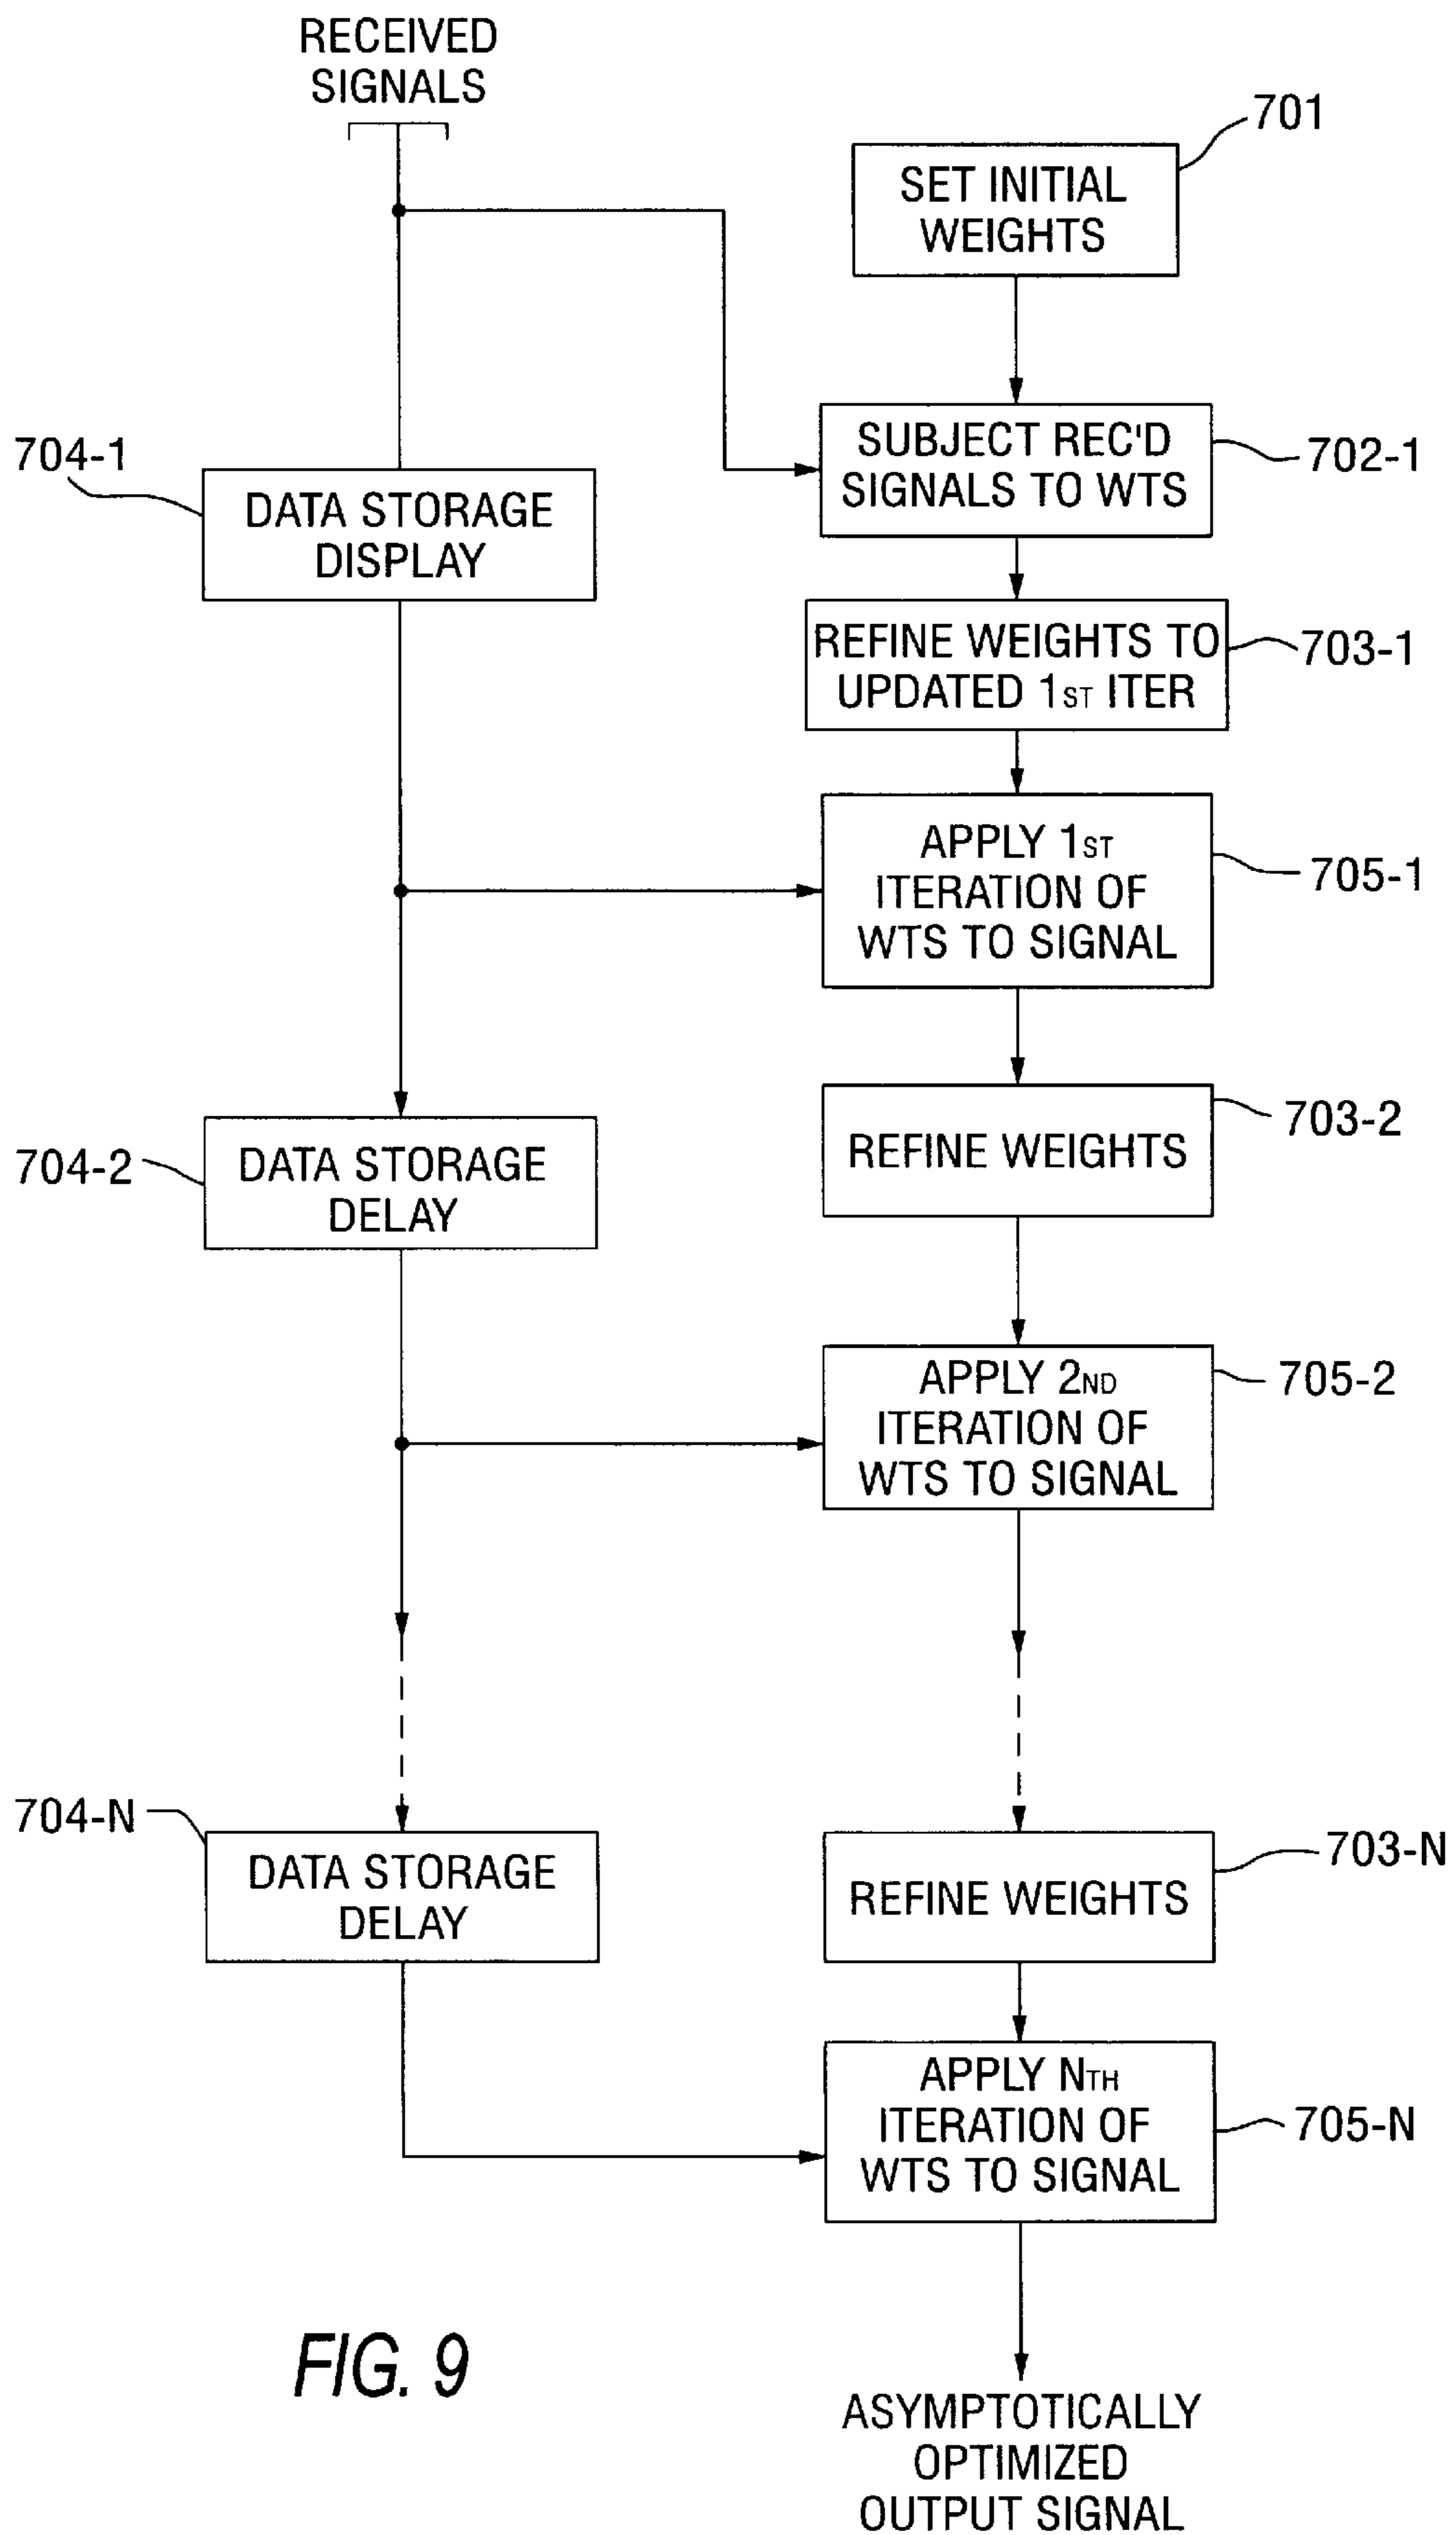 RECEIVED
SIGNALS
701
SET INITIAL
WEIGHTS
704-1
DATA STORAGE
DISPLAY
SUBJECT REC'D
SIGNALS TO WTS
702-1
REFINE WEIGHTS TO
UPDATED 1ST ITER
703-1
APPLY 1ST
ITERATION OF
WTS TO SIGNAL
705-1
704-2
DATA STORAGE
DELAY
REFINE WEIGHTS
703-2
APPLY 2ND
ITERATION OF
WTS TO SIGNAL
705-2
704-N
DATA STORAGE
DELAY
REFINE WEIGHTS
703-N
APPLY NTH
ITERATION OF
WTS TO SIGNAL
705-N
FIG. 9
ASYMPTOTICALLY
OPTIMIZED
OUTPUT SIGNAL